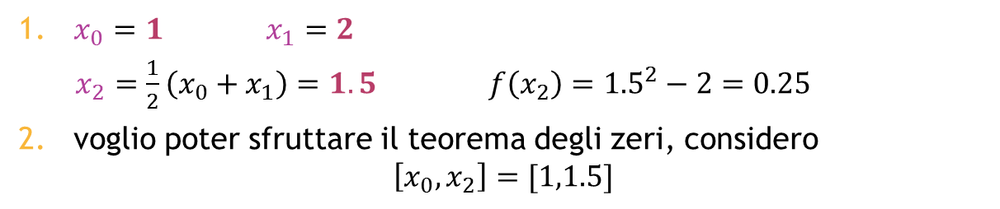 1. x₀ = 1 x₁ = 2
x₂ = ½ (x₀ + x₁) = 1.5 f(x₂) = 1.5² − 2 = 0.25
2. voglio poter sfruttare il teorema degli zeri, considero
[x₀, x₂] = [1,1.5]